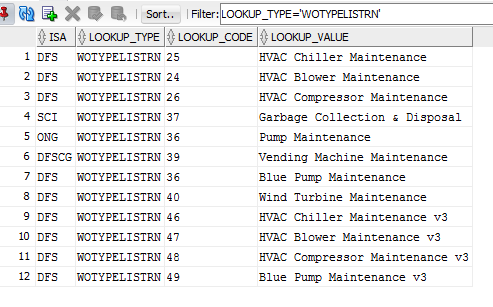 Sort.. Filter: LOOKUP_TYPE='WOTYPELISTRN'
ISA LOOKUP_TYPE LOOKUP_CODE LOOKUP_VALUE
1 DFS WOTYPELISTRN 25 HVAC Chiller Maintenance
2 DFS WOTYPELISTRN 24 HVAC Blower Maintenance
3 DFS WOTYPELISTRN 26 HVAC Compressor Maintenance
4 SCI WOTYPELISTRN 37 Garbage Collection & Disposal
5 ONG WOTYPELISTRN 36 Pump Maintenance
6 DFSCG WOTYPELISTRN 39 Vending Machine Maintenance
7 DFS WOTYPELISTRN 36 Blue Pump Maintenance
8 DFS WOTYPELISTRN 40 Wind Turbine Maintenance
9 DFS WOTYPELISTRN 46 HVAC Chiller Maintenance v3
10 DFS WOTYPELISTRN 47 HVAC Blower Maintenance v3
11 DFS WOTYPELISTRN 48 HVAC Compressor Maintenance v3
12 DFS WOTYPELISTRN 49 Blue Pump Maintenance v3